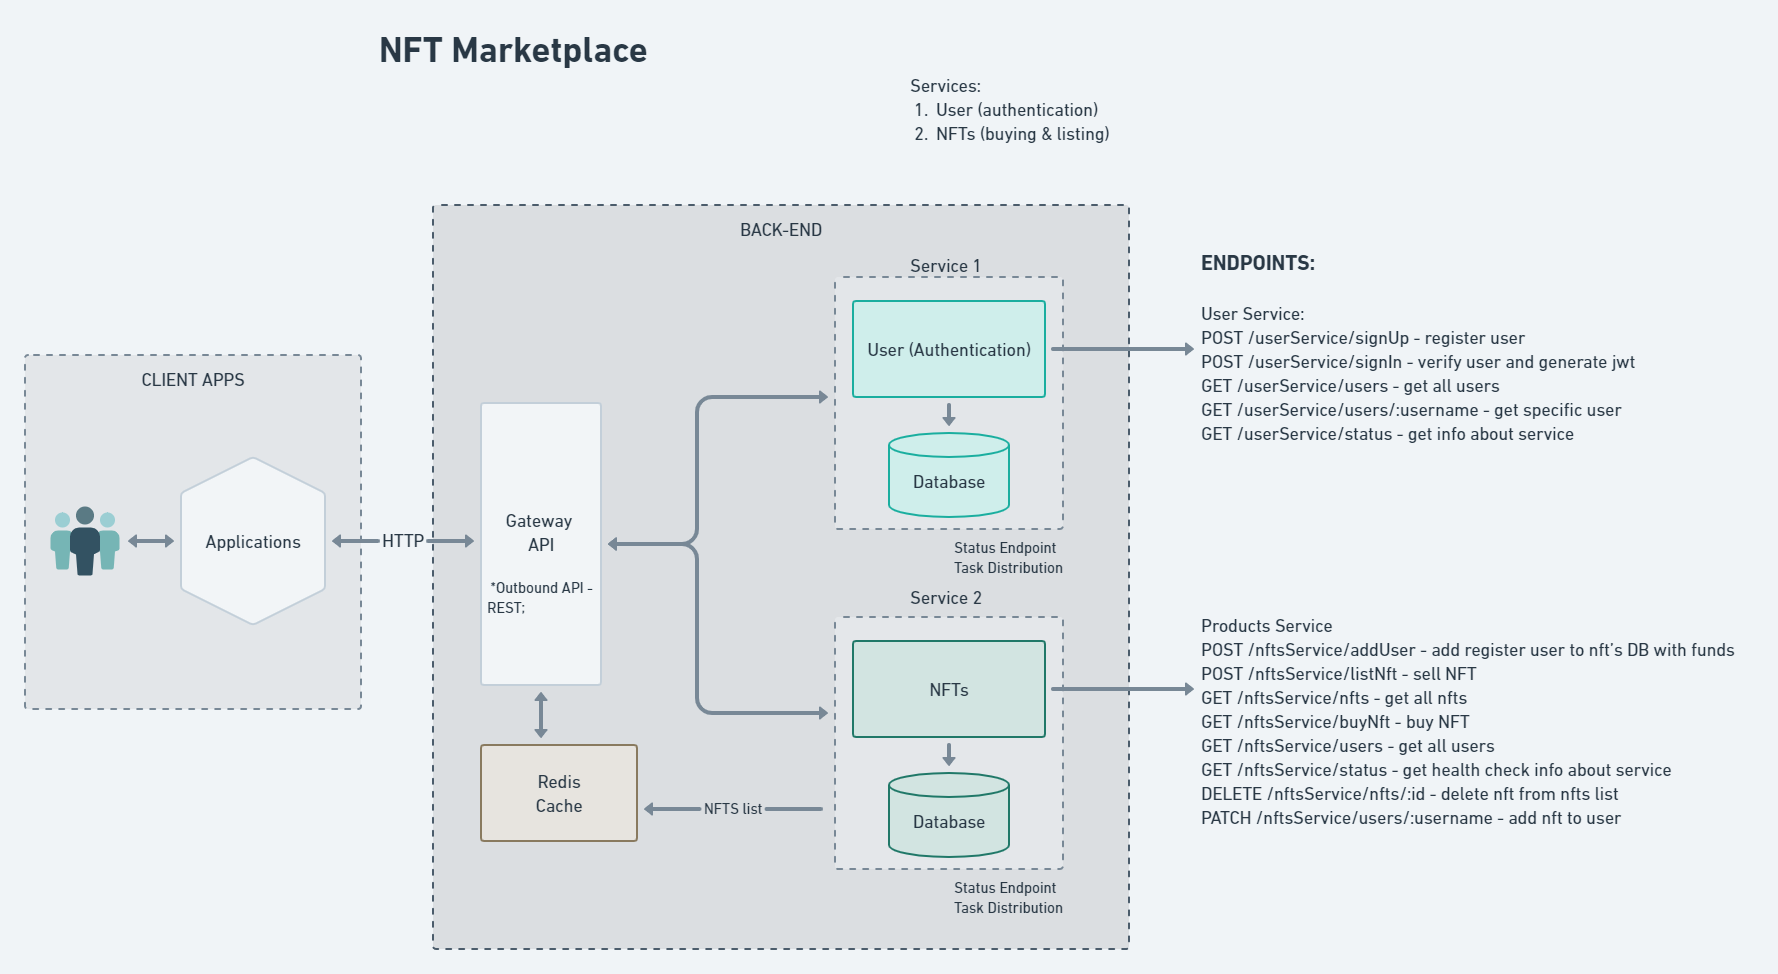 NFT Marketplace
Services:
1. User (authentication)
2. NFTs (buying & listing)
BACK-END
Service 1
User (Authentication)
Database
Status Endpoint
Task Distribution
CLIENT APPS
Applications
HTTP
Gateway
API
*Outbound API -
REST;
Service 2
NFTs
Database
Status Endpoint
Task Distribution
Redis
Cache
NFTS list
ENDPOINTS:
User Service:
POST /userService/signUp - register user
POST /userService/signIn - verify user and generate jwt
GET /userService/users - get all users
GET /userService/users/:username - get specific user
GET /userService/status - get info about service
Products Service
POST /nftsService/addUser - add register user to nft's DB with funds
POST /nftsService/listNft - sell NFT
GET /nftsService/nfts - get all nfts
GET /nftsService/buyNft - buy NFT
GET /nftsService/users - get all users
GET /nftsService/status - get health check info about service
DELETE /nftsService/nfts/:id - delete nft from nfts list
PATCH /nftsService/users/:username - add nft to user